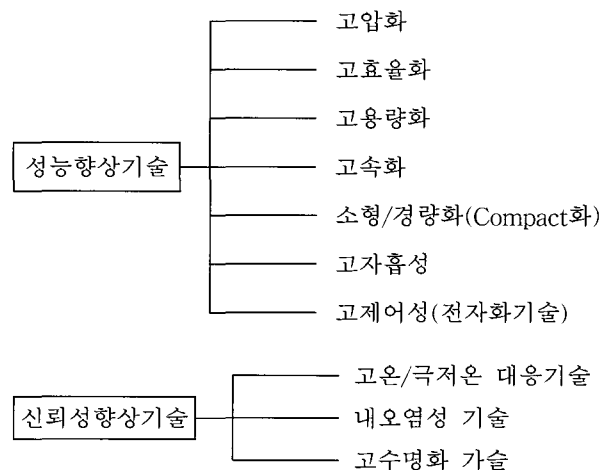 고압화
고효율화
고용량화
성능향상기술
고속화
소형/경량화(Compact화)
고자흡성
고제어성(전자화기술)
고온/극저온 대응기술
신뢰성향상기술
내오염성 기술
고수명화 가슬